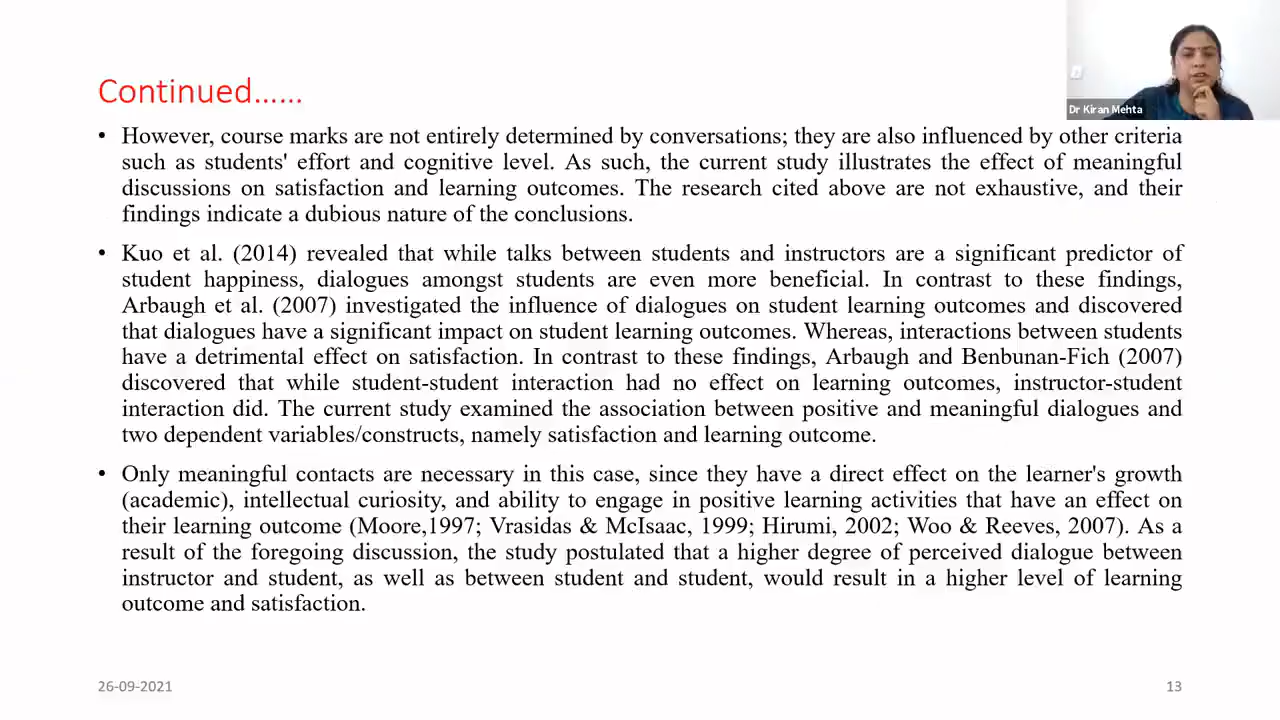 Dr Kiran Mehta
Continued......
• However, course marks are not entirely determined by conversations; they are also influenced by other criteria
such as students' effort and cognitive level. As such, the current study illustrates the effect of meaningful
discussions on satisfaction and learning outcomes. The research cited above are not exhaustive, and their
findings indicate a dubious nature of the conclusions.
• Kuo et al. (2014) revealed that while talks between students and instructors are a significant predictor of
student happiness, dialogues amongst students are even more beneficial. In contrast to these findings,
Arbaugh et al. (2007) investigated the influence of dialogues on student learning outcomes and discovered
that dialogues have a significant impact on student learning outcomes. Whereas, interactions between students
have a detrimental effect on satisfaction. In contrast to these findings, Arbaugh and Benbunan-Fich (2007)
discovered that while student-student interaction had no effect on learning outcomes, instructor-student
interaction did. The current study examined the association between positive and meaningful dialogues and
two dependent variables/constructs, namely satisfaction and learning outcome.
• Only meaningful contacts are necessary in this case, since they have a direct effect on the learner's growth
(academic), intellectual curiosity, and ability to engage in positive learning activities that have an effect on
their learning outcome (Moore,1997; Vrasidas & McIsaac, 1999; Hirumi, 2002; Woo & Reeves, 2007). As a
result of the foregoing discussion, the study postulated that a higher degree of perceived dialogue between
instructor and student, as well as between student and student, would result in a higher level of learning
outcome and satisfaction.
26-09-2021
13